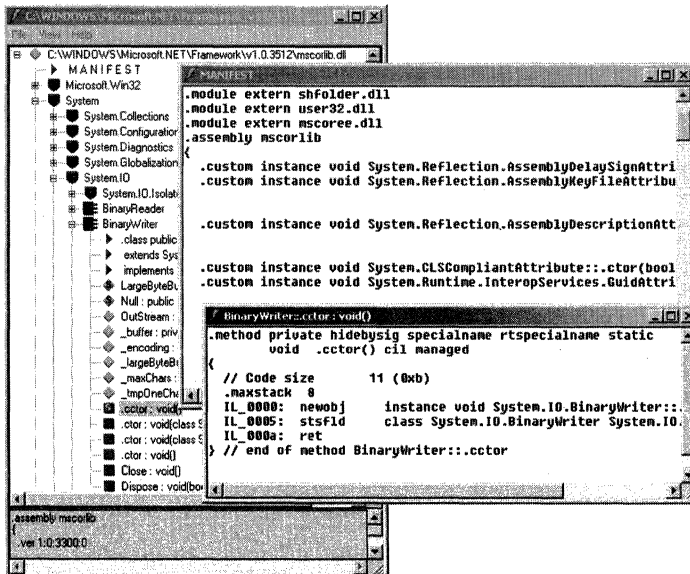 C:\WINDOWS\Microsoft.NET\Framework\v1.0.3512\mscorlib.dll
MANIFEST
Microsoft.Win32
System
System.Collections
System.Configuration
System.Diagnostics
System.Globalization
System.IO
System.IO.Isolat
BinaryReader
BinaryWriter
.class public
extends Sys
implements
LargeByteBu
Null : public
OutStream :
_buffer : priv
_encoding :
_largeByteB
_maxChars :
_tmpOneCha
.cctor : void
.ctor : void(class S
.ctor : void(class S
.ctor : void()
Close : void()
Dispose : void(boo
.assembly mscorlib
{
.ver 1:0:3300:0
MANIFEST
.module extern shfolder.dll
.module extern user32.dll
.module extern mscoree.dll
.assembly mscorlib
{
.custom instance void System.Reflection.AssemblyDelaySignAttri
.custom instance void System.Reflection.AssemblyKeyFileAttribu
.custom instance void System.Reflection.AssemblyDescriptionAtt
.custom instance void System.CLSCompliantAttribute::.ctor(bool
.custom instance void System.Runtime.InteropServices.GuidAttri
BinaryWriter::.cctor : void()
.method private hidebysig specialname rtspecialname static
void .cctor() cil managed
{
// Code size 11 (0xb)
.maxstack 8
IL_0000: newobj instance void System.IO.BinaryWriter::.
IL_0005: stsfld class System.IO.BinaryWriter System.IO.
IL_000a: ret
} // end of method BinaryWriter::.cctor